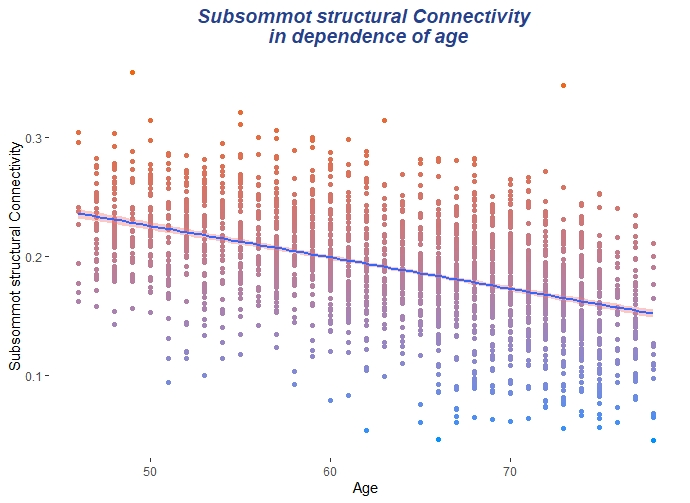 Subsommot structural Connectivity
in dependence of age
Subsommot structural Connectivity
0.3
0.2
0.1
50
60
70
Age